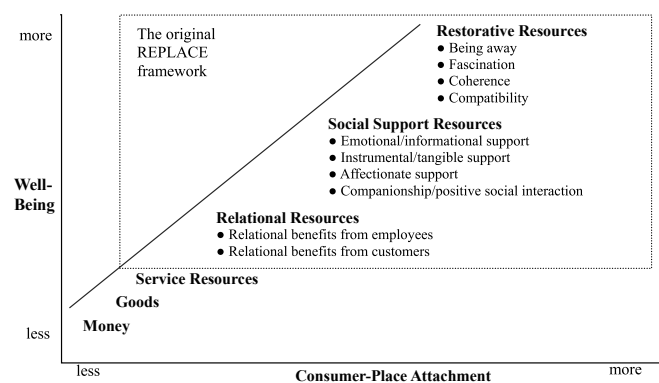 more
The original
REPLACE
framework
Restorative Resources
● Being away
● Fascination
● Coherence
● Compatibility
Social Support Resources
● Emotional/informational support
● Instrumental/tangible support
● Affectionate support
● Companionship/positive social interaction
Well-
Being
Relational Resources
● Relational benefits from employees
● Relational benefits from customers
Service Resources
Goods
Money
less
less
Consumer-Place Attachment
more